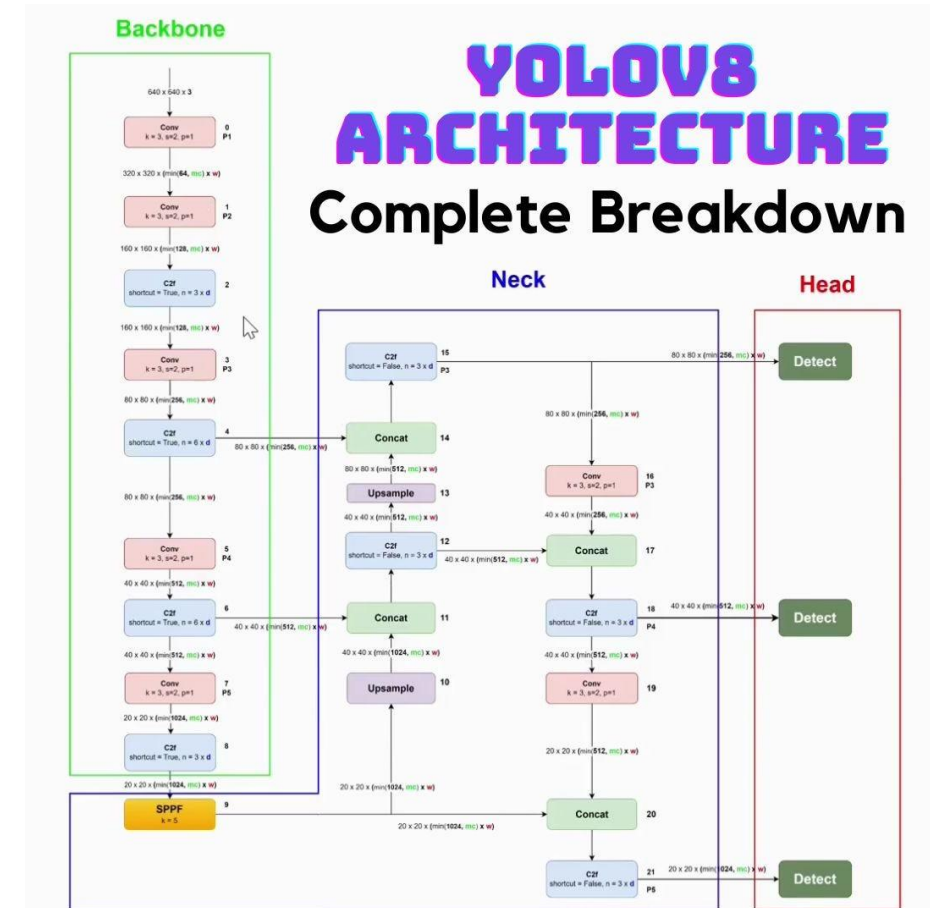 Backbone
YOLOV8
ARCHITECTURE
Complete Breakdown
640 x 640 x 3
Conv
k = 3, s=2, p=1
0
P1
320 x 320 x (min(64, mc) x w)
Conv
k = 3, s=2, p=1
1
P2
160 x 160 x (min(128, mc) x w)
C2f
shortcut = True, n = 3 x d
2
160 x 160 x (min(128, mc) x w)
Conv
k = 3, s=2, p=1
3
P3
80 x 80 x (min(256, mc) x w)
C2f
shortcut = True, n = 6 x d
4
80 x 80 x (min(256, mc) x w)
80 x 80 x (min(256, mc) x w)
Conv
k = 3, s=2, p=1
5
P4
40 x 40 x (min(512, mc) x w)
C2f
shortcut = True, n = 6 x d
6
40 x 40 x (min(512, mc) x w)
40 x 40 x (min(512, mc) x w)
Conv
k = 3, s=2, p=1
7
P5
20 x 20 x (min(1024, mc) x w)
C2f
shortcut = True, n = 3 x d
8
20 x 20 x (min(1024, mc) x w)
SPPF
k = 5
9
Neck
C2f
shortcut = False, n = 3 x d
15
P3
Concat
14
80 x 80 x (min(512, mc) x w)
Upsample
13
40 x 40 x (min(512, mc) x w)
C2f
shortcut = False, n = 3 x d
12
40 x 40 x (min(512, mc) x w)
Concat
11
40 x 40 x (min(1024, mc) x w)
Upsample
10
20 x 20 x (min(1024, mc) x w)
20 x 20 x (min(1024, mc) x w)
80 x 80 x (min(256, mc) x w)
80 x 80 x (min(256, mc) x w)
Conv
k = 3, s=2, p=1
16
P3
40 x 40 x (min(256, mc) x w)
Concat
17
C2f
shortcut = False, n = 3 x d
18
P4
40 x 40 x (min(512, mc) x w)
40 x 40 x (min(512, mc) x w)
Conv
k = 3, s=2, p=1
19
20 x 20 x (min(512, mc) x w)
Concat
20
C2f
shortcut = False, n = 3 x d
21
P5
20 x 20 x (min(1024, mc) x w)
Head
Detect
Detect
Detect